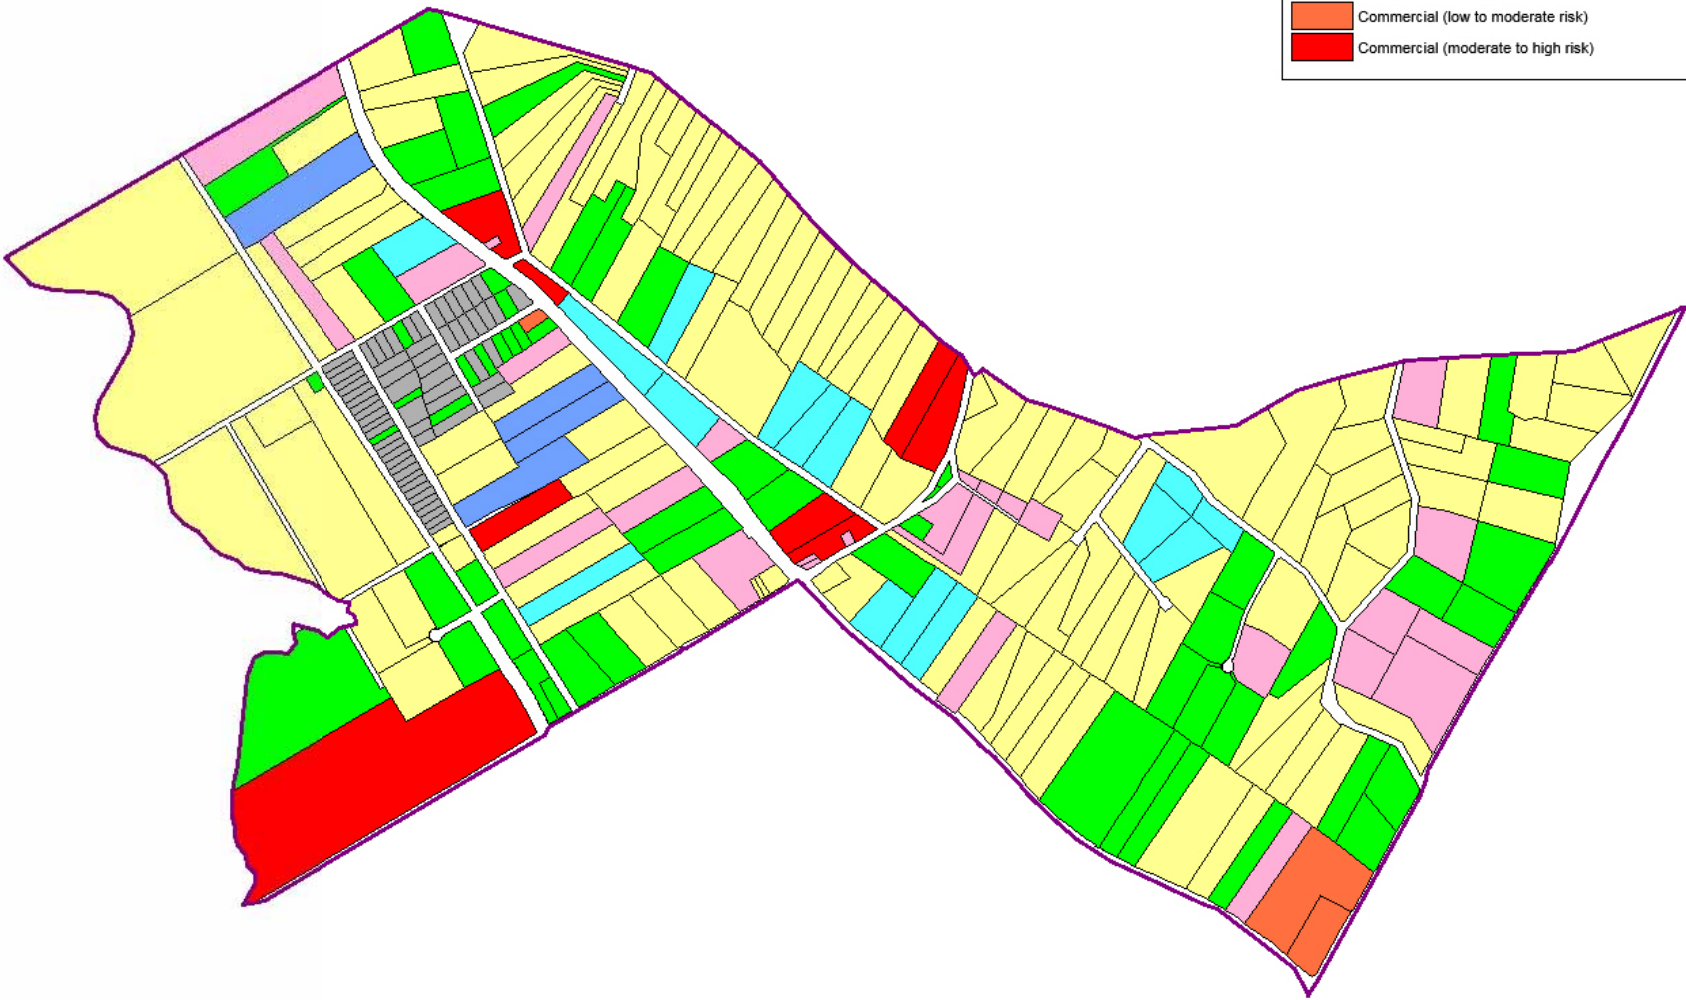 Commercial (low to moderate risk)
Commercial (moderate to high risk)